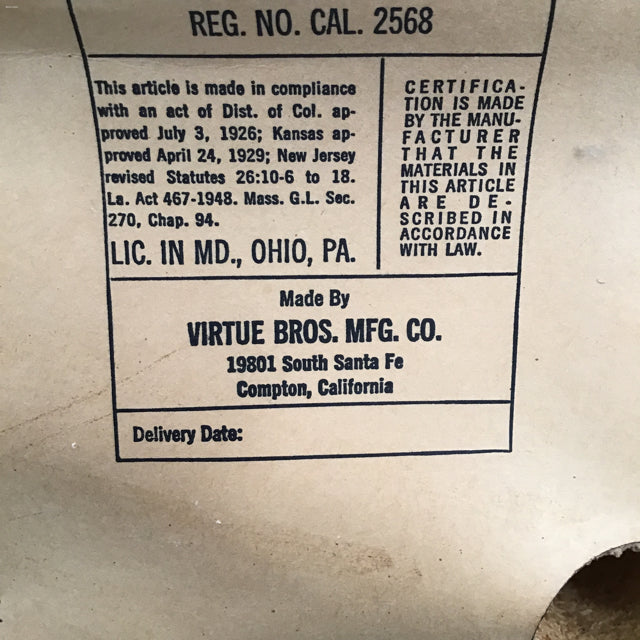 REG. NO. CAL. 2568
This article is made in compliance
with an act of Dist. of Col. ap-
proved July 3, 1926; Kansas ap-
proved April 24, 1929; New Jersey
revised Statutes 26:10-6 to 18.
La. Act 467-1948. Mass. G.L. Sec.
270, Chap. 94.
LIC. IN MD., OHIO, PA.
CERTIFICA-
TION IS MADE
BY THE MANU-
FACTURER
THAT THE
MATERIALS IN
THIS ARTICLE
ARE DE-
SCRIBED IN
ACCORDANCE
WITH LAW.
Made By
VIRTUE BROS. MFG. CO.
19801 South Santa Fe
Compton, California
Delivery Date: